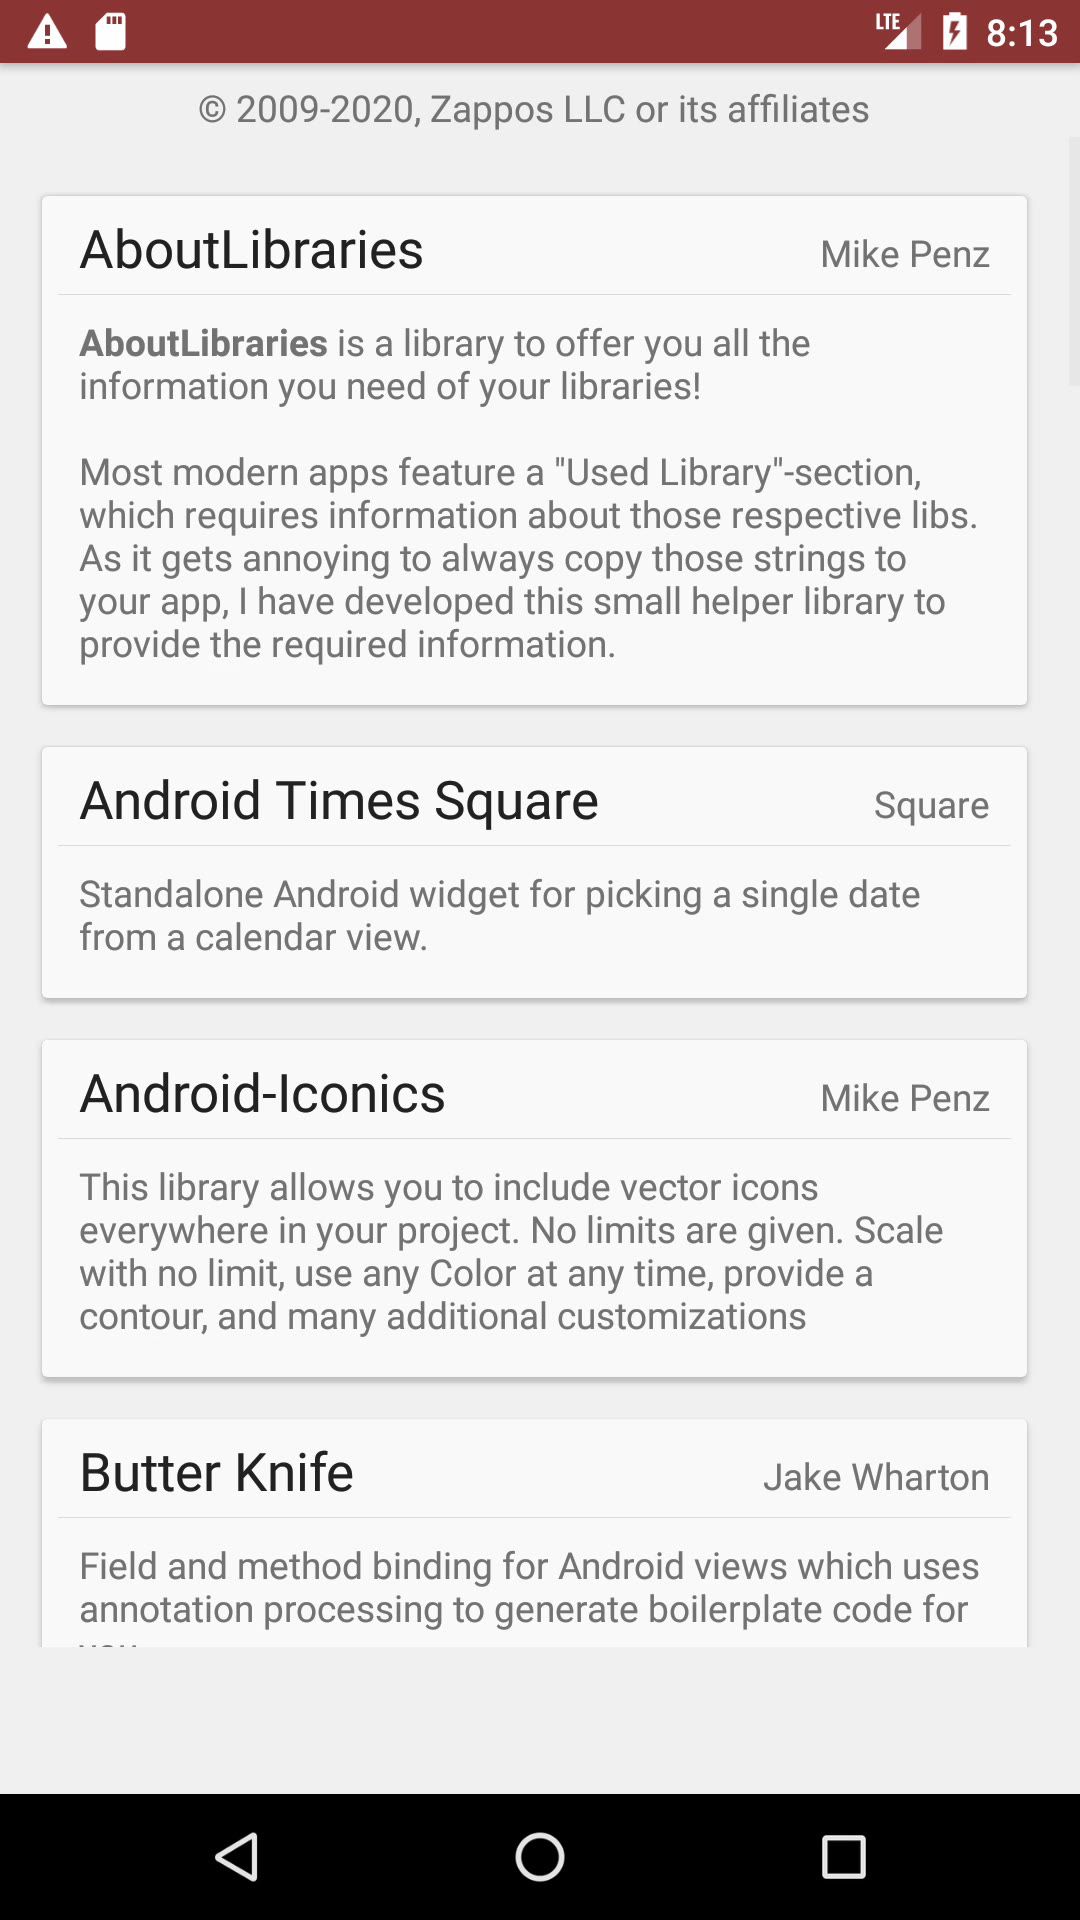 LTE 8:13
© 2009-2020, Zappos LLC or its affiliates
AboutLibraries Mike Penz
AboutLibraries is a library to offer you all the
information you need of your libraries!
Most modern apps feature a "Used Library"-section,
which requires information about those respective libs.
As it gets annoying to always copy those strings to
your app, I have developed this small helper library to
provide the required information.
Android Times Square Square
Standalone Android widget for picking a single date
from a calendar view.
Android-Iconics Mike Penz
This library allows you to include vector icons
everywhere in your project. No limits are given. Scale
with no limit, use any Color at any time, provide a
contour, and many additional customizations
Butter Knife Jake Wharton
Field and method binding for Android views which uses
annotation processing to generate boilerplate code for